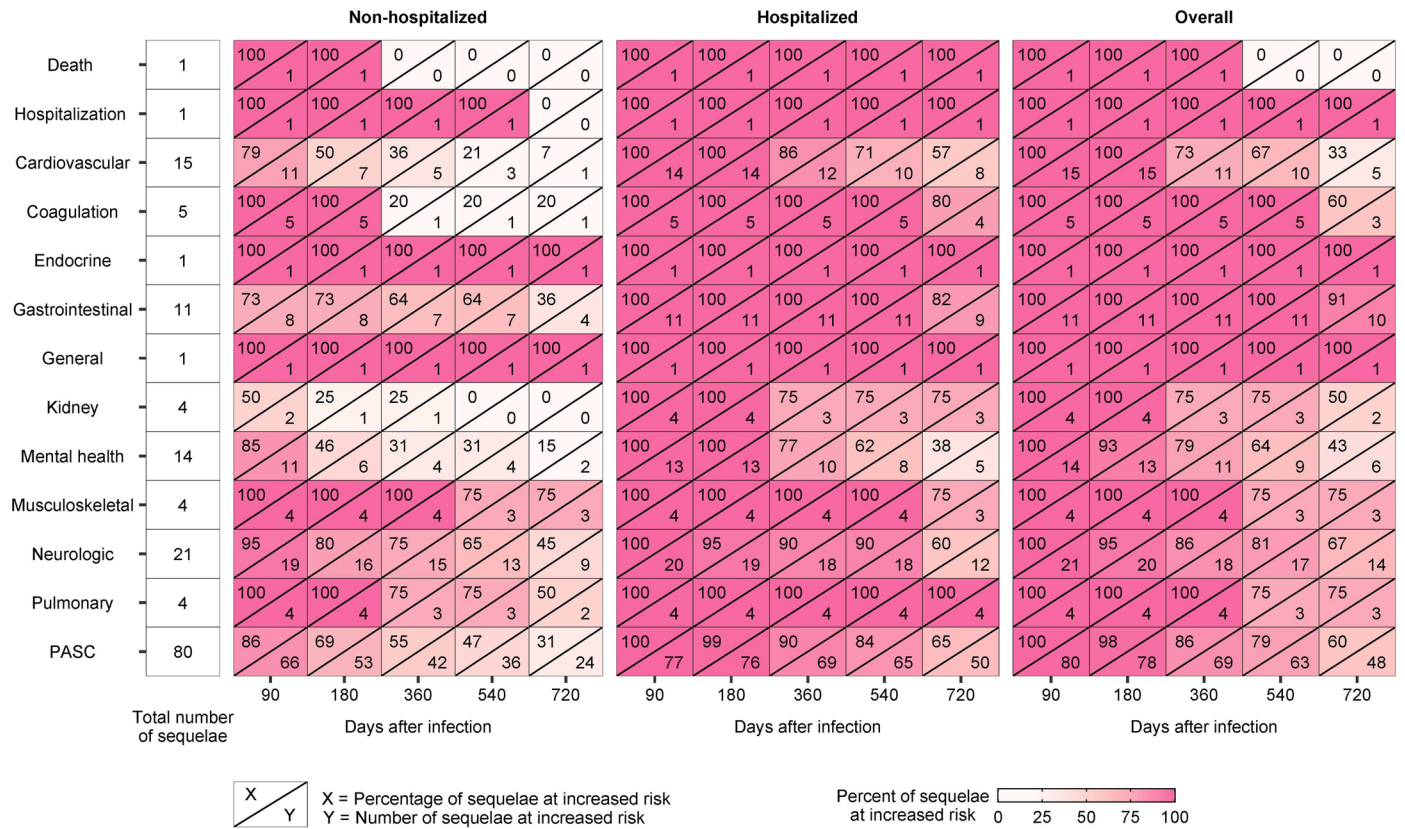 Non-hospitalized Hospitalized Overall
Death 1 100 1 100 1 0 0 0 0 0 0 100 1 100 1 100 1 100 1 100 1 100 1 100 1 100 1 0 0 0 0
Hospitalization 1 100 1 100 1 100 1 100 1 0 0 100 1 100 1 100 1 100 1 100 1 100 1 100 1 100 1 100 1 100 1
Cardiovascular 15 79 11 50 7 36 5 21 3 7 1 100 14 100 14 86 12 71 10 57 8 100 15 100 15 73 11 67 10 33 5
Coagulation 5 100 5 100 5 20 1 20 1 20 1 100 5 100 5 100 5 100 5 80 4 100 5 100 5 100 5 100 5 60 3
Endocrine 1 100 1 100 1 100 1 100 1 100 1 100 1 100 1 100 1 100 1 100 1 100 1 100 1 100 1 100 1 100 1
Gastrointestinal 11 73 8 73 8 64 7 64 7 36 4 100 11 100 11 100 11 100 11 82 9 100 11 100 11 100 11 100 11 91 10
General 1 100 1 100 1 100 1 100 1 100 1 100 1 100 1 100 1 100 1 100 1 100 1 100 1 100 1 100 1 100 1
Kidney 4 50 2 25 1 25 1 0 0 0 0 100 4 100 4 75 3 75 3 75 3 100 4 100 4 75 3 75 3 50 2
Mental health 14 85 11 46 6 31 4 31 4 15 2 100 13 100 13 77 10 62 8 38 5 100 14 93 13 79 11 64 9 43 6
Musculoskeletal 4 100 4 100 4 100 4 75 3 75 3 100 4 100 4 100 4 100 4 75 3 100 4 100 4 100 4 75 3 75 3
Neurologic 21 95 19 80 16 75 15 65 13 45 9 100 20 95 19 90 18 90 18 60 12 100 21 95 20 86 18 81 17 67 14
Pulmonary 4 100 4 100 4 75 3 75 3 50 2 100 4 100 4 100 4 100 4 100 4 100 4 100 4 100 4 75 3 75 3
PASC 80 86 66 69 53 55 42 47 36 31 24 100 77 99 76 90 69 84 65 65 50 100 80 98 78 86 69 79 63 60 48
90 180 360 540 720 90 180 360 540 720 90 180 360 540 720
Total number
of sequelae
Days after infection Days after infection Days after infection
X Y
X = Percentage of sequelae at increased risk
Y = Number of sequelae at increased risk
Percent of sequelae
at increased risk
0 25 50 75 100